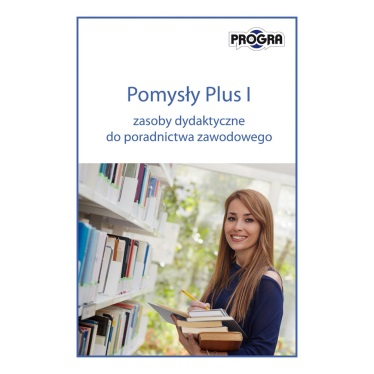 PROGRA
Pomysły Plus I
zasoby dydaktyczne
do poradnictwa zawodowego